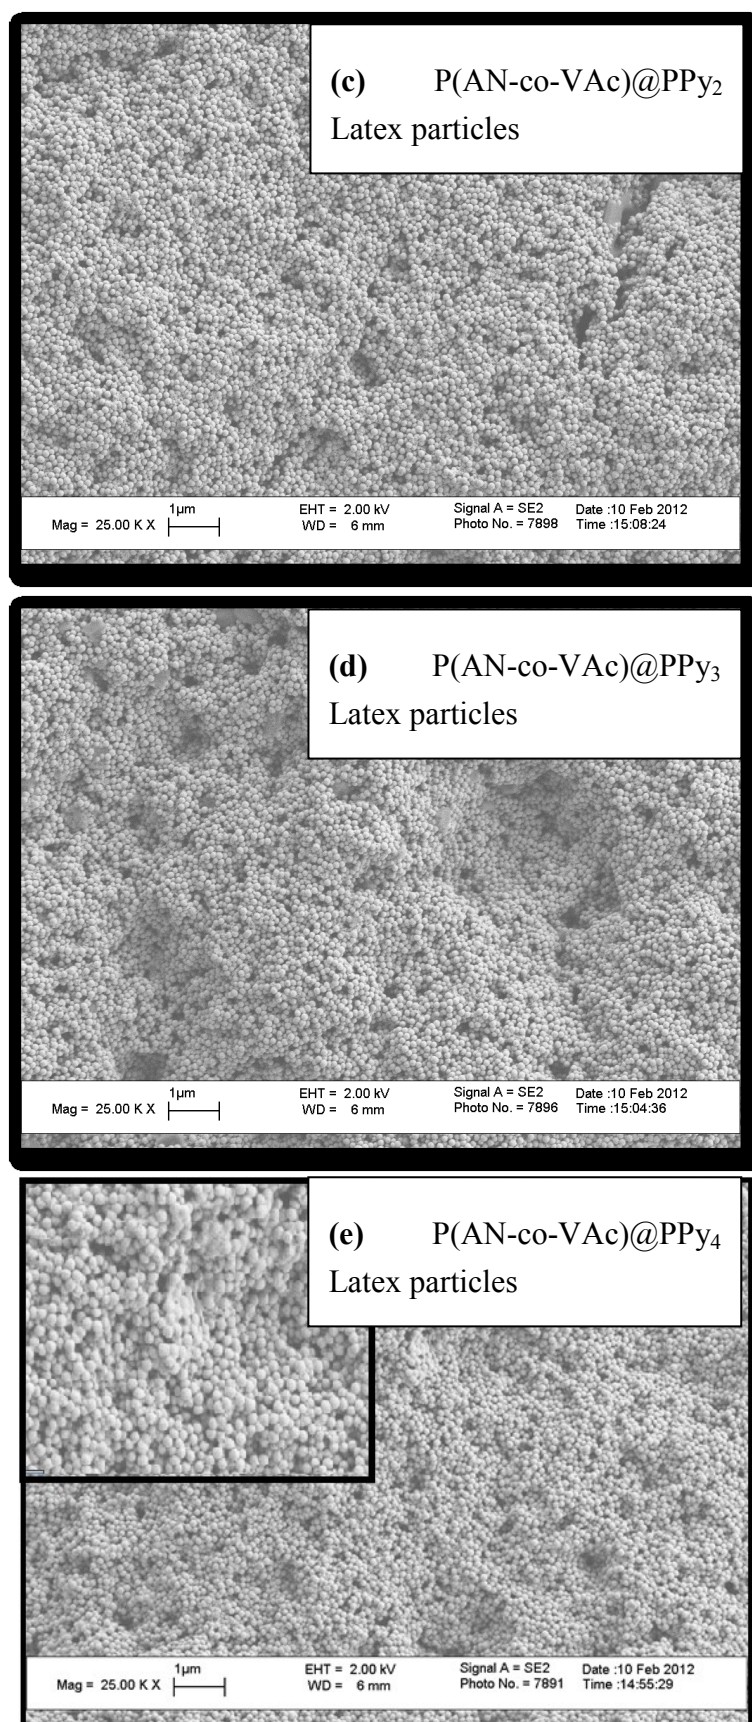 (c) P(AN-co-VAc)@PPy₂
Latex particles
1µm
Mag = 25.00 K X
EHT = 2.00 kV
WD = 6 mm
Signal A = SE2
Photo No. = 7898
Date :10 Feb 2012
Time :15:08:24
(d) P(AN-co-VAc)@PPy₃
Latex particles
1µm
Mag = 25.00 K X
EHT = 2.00 kV
WD = 6 mm
Signal A = SE2
Photo No. = 7896
Date :10 Feb 2012
Time :15:04:36
(e) P(AN-co-VAc)@PPy₄
Latex particles
1µm
Mag = 25.00 K X
EHT = 2.00 kV
WD = 6 mm
Signal A = SE2
Photo No. = 7891
Date :10 Feb 2012
Time :14:55:29